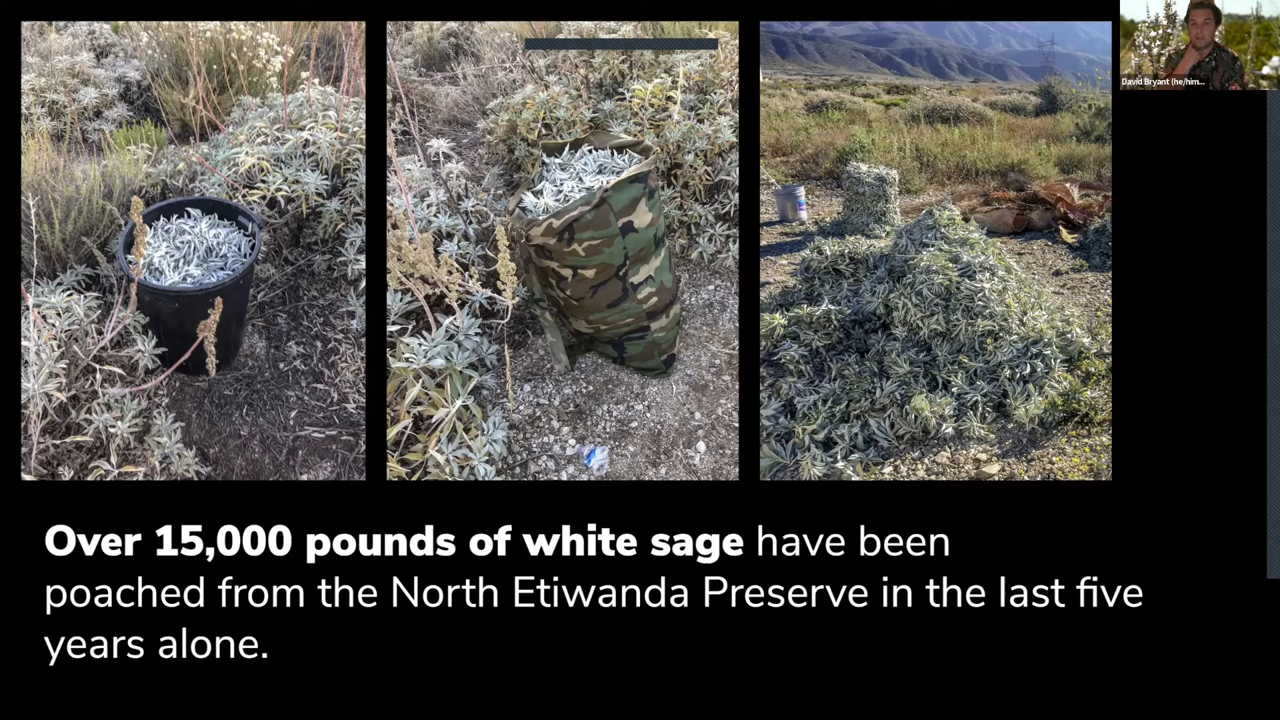 David Bryant (he/him...
Over 15,000 pounds of white sage have been
poached from the North Etiwanda Preserve in the last five
years alone.